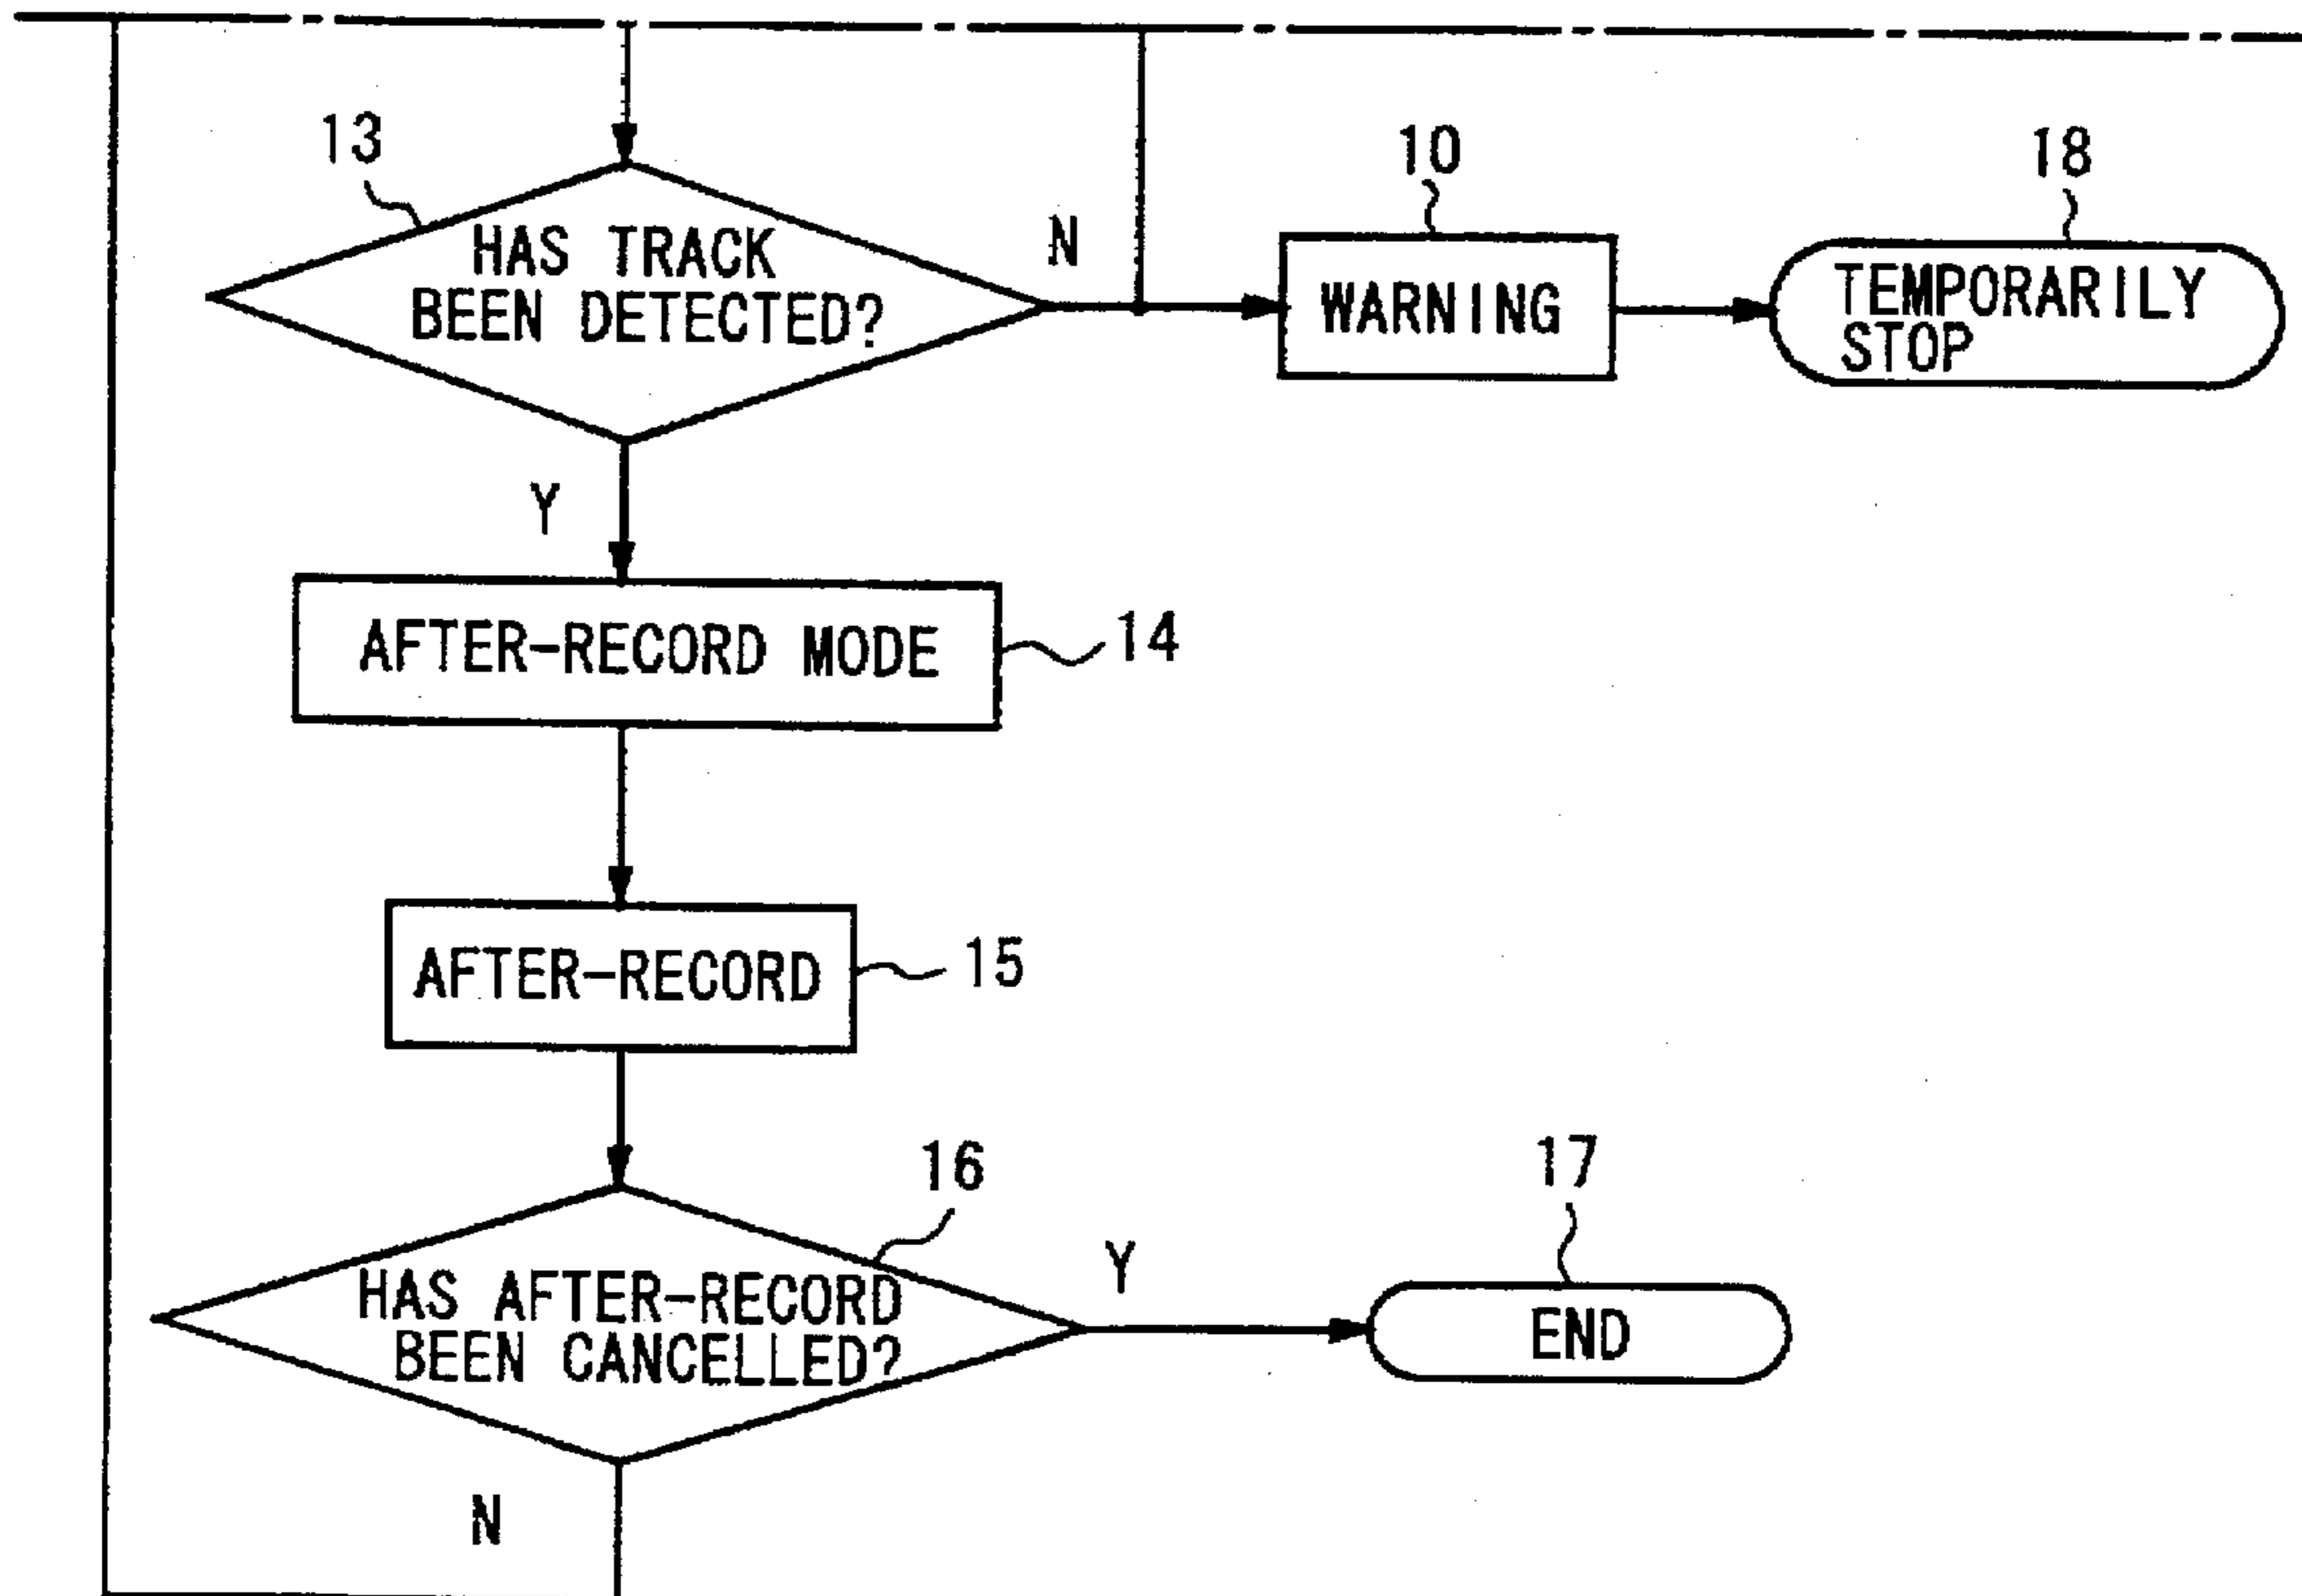 13
HAS TRACK
BEEN DETECTED?
N
10
WARNING
18
TEMPORARILY
STOP
Y
AFTER-RECORD MODE
14
AFTER-RECORD
15
16
HAS AFTER-RECORD
BEEN CANCELLED?
Y
17
END
N